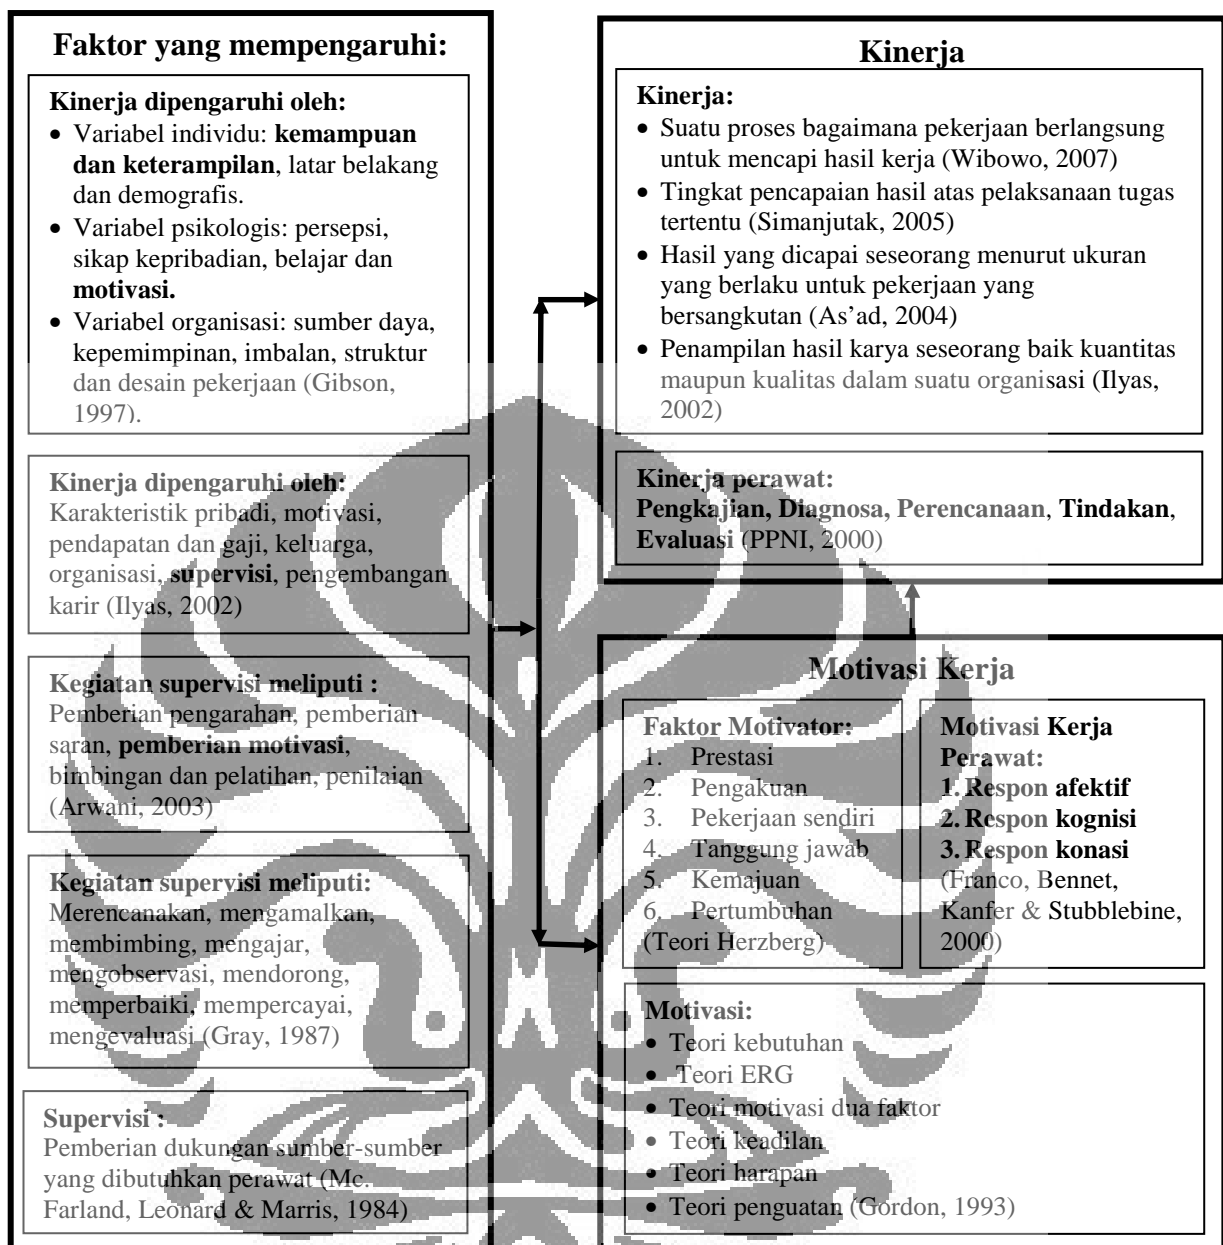 Faktor yang mempengaruhi:
Kinerja dipengaruhi oleh:
• Variabel individu: kemampuan
dan keterampilan, latar belakang
dan demografis.
• Variabel psikologis: persepsi,
sikap kepribadian, belajar dan
motivasi.
• Variabel organisasi: sumber daya,
kepemimpinan, imbalan, struktur
dan desain pekerjaan (Gibson,
1997).
Kinerja dipengaruhi oleh:
Karakteristik pribadi, motivasi,
pendapatan dan gaji, keluarga,
organisasi, supervisi, pengembangan
karir (Ilyas, 2002)
Kegiatan supervisi meliputi :
Pemberian pengarahan, pemberian
saran, pemberian motivasi,
bimbingan dan pelatihan, penilaian
(Arwani, 2003)
Kegiatan supervisi meliputi:
Merencanakan, mengamalkan,
membimbing, mengajar,
mengobservasi, mendorong,
memperbaiki, mempercayai,
mengevaluasi (Gray, 1987)
Supervisi :
Pemberian dukungan sumber-sumber
yang dibutuhkan perawat (Mc.
Farland, Leonard & Marris, 1984)
Kinerja
Kinerja:
• Suatu proses bagaimana pekerjaan berlangsung
untuk mencapi hasil kerja (Wibowo, 2007)
• Tingkat pencapaian hasil atas pelaksanaan tugas
tertentu (Simanjutak, 2005)
• Hasil yang dicapai seseorang menurut ukuran
yang berlaku untuk pekerjaan yang
bersangkutan (As’ad, 2004)
• Penampilan hasil karya seseorang baik kuantitas
maupun kualitas dalam suatu organisasi (Ilyas,
2002)
Kinerja perawat:
Pengkajian, Diagnosa, Perencanaan, Tindakan,
Evaluasi (PPNI, 2000)
Motivasi Kerja
Faktor Motivator:
1. Prestasi
2. Pengakuan
3. Pekerjaan sendiri
4. Tanggung jawab
5. Kemajuan
6. Pertumbuhan
(Teori Herzberg)
Motivasi Kerja
Perawat:
1. Respon afektif
2. Respon kognisi
3. Respon konasi
(Franco, Bennet,
Kanfer & Stubblebine,
2000)
Motivasi:
• Teori kebutuhan
• Teori ERG
• Teori motivasi dua faktor
• Teori keadilan
• Teori harapan
• Teori penguatan (Gordon, 1993)